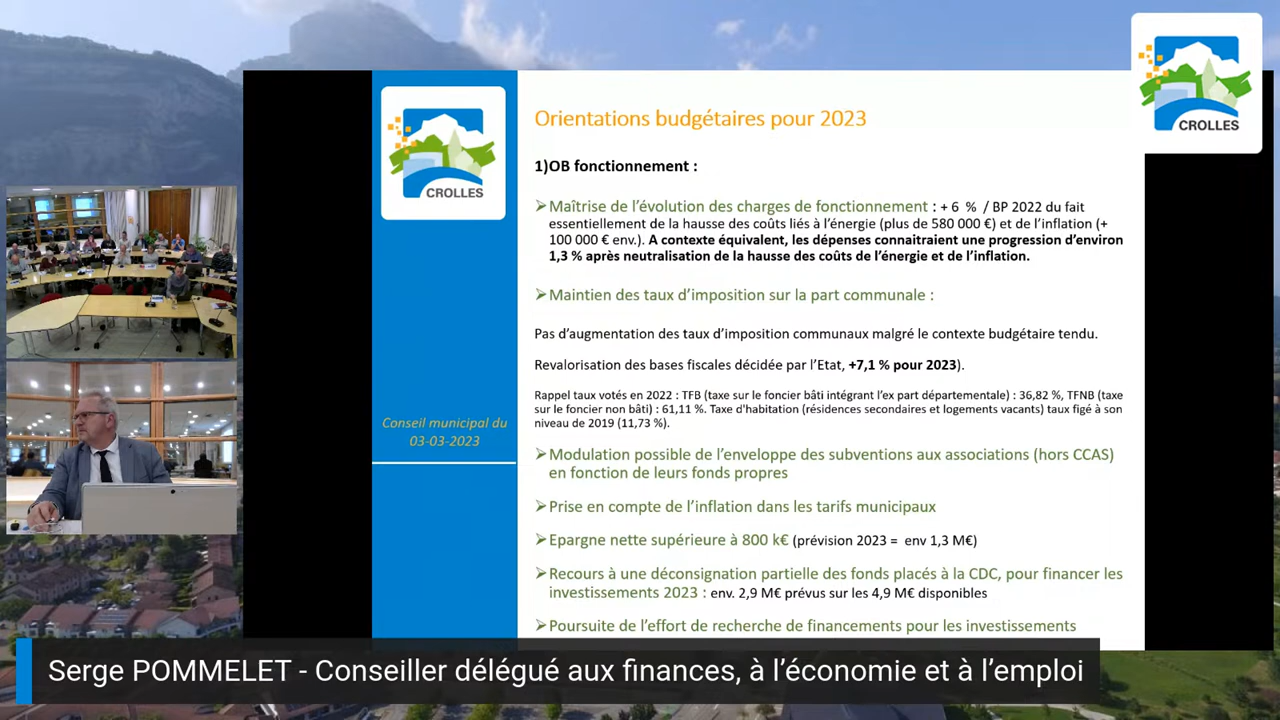 CROLLES
CROLLES
Orientations budgétaires pour 2023
1)OB fonctionnement :
➢Maîtrise de l’évolution des charges de fonctionnement : + 6 % / BP 2022 du fait
essentiellement de la hausse des coûts liés à l’énergie (plus de 580 000 €) et de l’inflation (+
100 000 € env.). A contexte équivalent, les dépenses connaitraient une progression d’environ
1,3 % après neutralisation de la hausse des coûts de l’énergie et de l’inflation.
➢Maintien des taux d’imposition sur la part communale :
Pas d’augmentation des taux d’imposition communaux malgré le contexte budgétaire tendu.
Revalorisation des bases fiscales décidée par l’Etat, +7,1 % pour 2023).
Rappel taux votés en 2022 : TFB (taxe sur le foncier bâti intégrant l’ex part départementale) : 36,82 %, TFNB (taxe
sur le foncier non bâti) : 61,11 %. Taxe d'habitation (résidences secondaires et logements vacants) taux figé à son
niveau de 2019 (11,73 %).
Conseil municipal du
03-03-2023
➢Modulation possible de l’enveloppe des subventions aux associations (hors CCAS)
en fonction de leurs fonds propres
➢Prise en compte de l’inflation dans les tarifs municipaux
➢Epargne nette supérieure à 800 k€ (prévision 2023 = env 1,3 M€)
➢Recours à une déconsignation partielle des fonds placés à la CDC, pour financer les
investissements 2023 : env. 2,9 M€ prévus sur les 4,9 M€ disponibles
➢Poursuite de l’effort de recherche de financements pour les investissements
Serge POMMELET - Conseiller délégué aux finances, à l’économie et à l’emploi